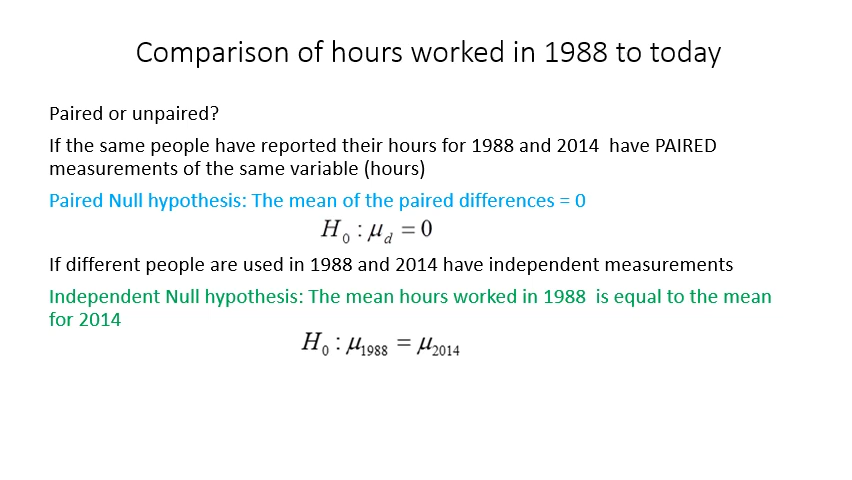 Comparison of hours worked in 1988 to today
Paired or unpaired?
If the same people have reported their hours for 1988 and 2014  have PAIRED
measurements of the same variable (hours)
Paired Null hypothesis: The mean of the paired differences = 0
H₀ : μ_d = 0
If different people are used in 1988 and 2014 have independent measurements
Independent Null hypothesis: The mean hours worked in 1988  is equal to the mean
for 2014
H₀ : μ₁₉₈₈ = μ₂₀₁₄